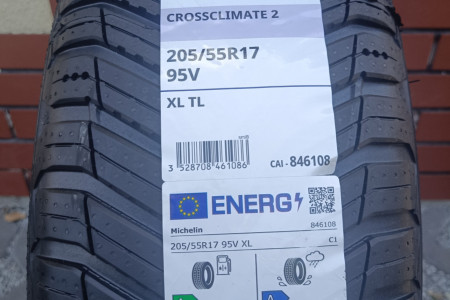 CROSSCLIMATE 2
205/55R17
95V
XL TL
3 528708 461086
CAI - 846108
ENERG
Michelin
846108
205/55R17 95V XL
C1
A